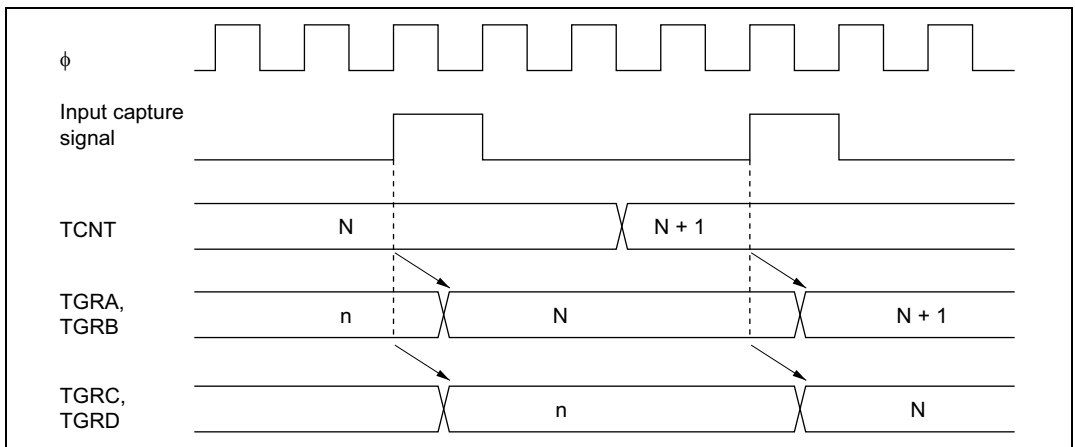 ϕ
Input capture
signal
TCNT N N + 1
TGRA,
TGRB n N N + 1
TGRC,
TGRD n N